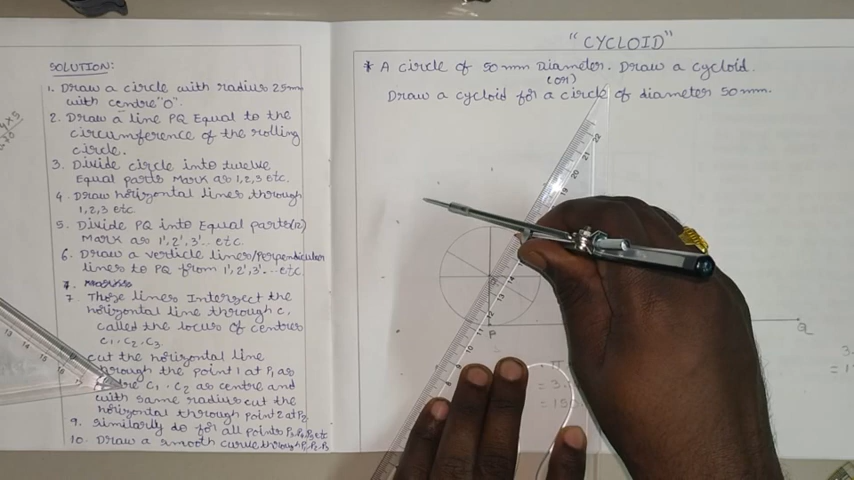 SOLUTION:
1. Draw a circle with radius 25mm
with centre "O".
2. Draw a line PQ Equal to the
circumference of the rolling
circle.
3. Divide circle into twelve
Equal parts Mark as 1,2,3 etc.
4. Draw horizontal lines through
1,2,3 etc
5. Divide PQ into Equal parts(12)
Mark as 1', 2', 3'... etc.
6. Draw a verticle lines/Perpendicular
lines to PQ from 1', 2', 3'... etc
7. Those lines Intersect the
horizontal line through c,
called the locus of centres
c1, c2, c3
cut the horizontal line
through the point 1 at P1 as
c1, c2 as centre and
with same radius cut the
horizontal through point 2 at P2
9. Similarly do for all points P3, P4, P5 etc
10. Draw a smooth curve through P1, P2, P3
"CYCLOID"
* A circle of 50mm Diameter. Draw a cycloid.
(or)
Draw a cycloid for a circle of diameter 50mm.
P
Q